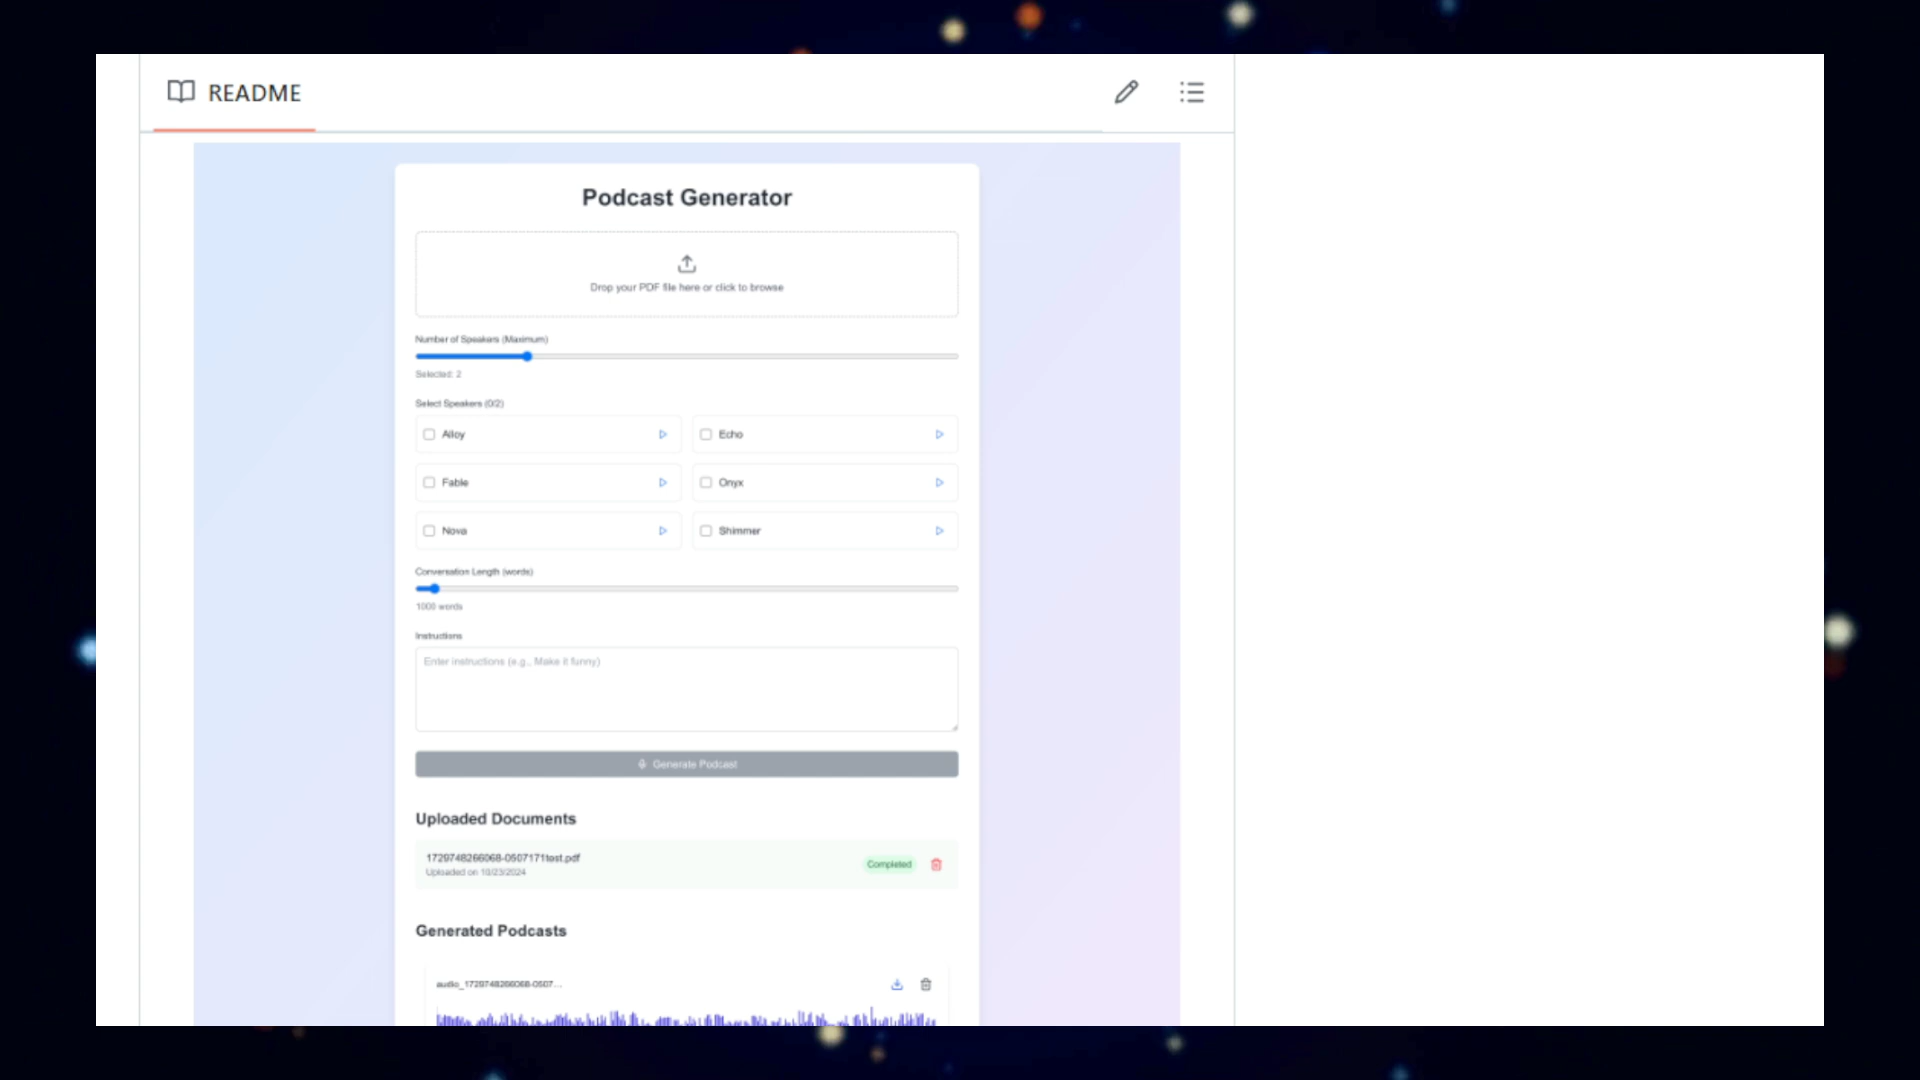 README
Podcast Generator
Drop your PDF file here or click to browse
Number of Speakers (Maximum)
Selected: 2
Select Speakers (0/2)
Alloy
Echo
Fable
Onyx
Nova
Shimmer
Conversation Length (words)
1000 words
Instructions
Enter instructions (e.g., Make it funny)
Generate Podcast
Uploaded Documents
1729748266068-0507171test.pdf
Completed
Uploaded on 10/23/2024
Generated Podcasts
audio_1729748266068-0507...